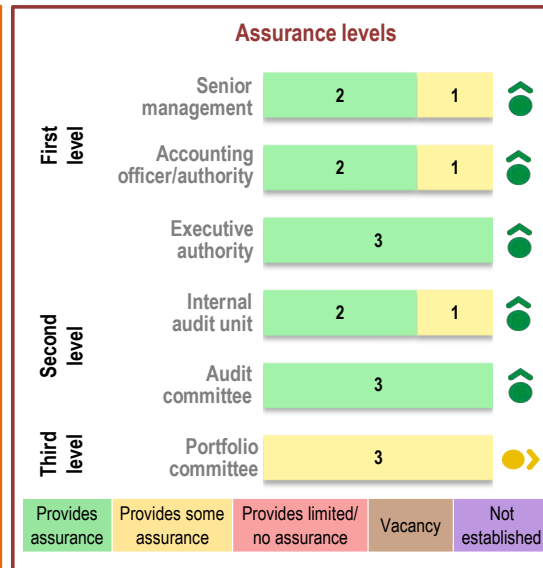 Assurance levels
First
level
Senior
management
2
1
Accounting
officer/authority
2
1
Executive
authority
3
Second
level
Internal
audit unit
2
1
Audit
committee
3
Third
level
Portfolio
committee
3
Provides
assurance
Provides some
assurance
Provides limited/
no assurance
Vacancy
Not
established